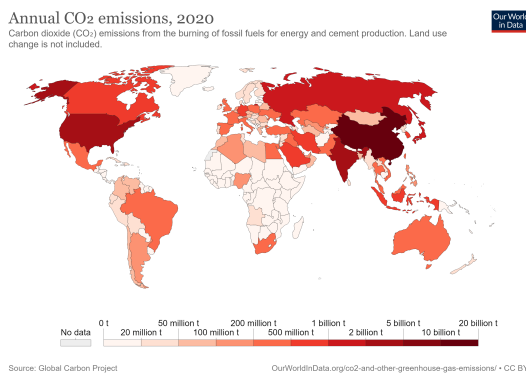 Annual CO₂ emissions, 2020
Our World
in Data
Carbon dioxide (CO₂) emissions from the burning of fossil fuels for energy and cement production. Land use
change is not included.
0 t 50 million t 200 million t 1 billion t 5 billion t 20 billion t
No data 20 million t 100 million t 500 million t 2 billion t 10 billion t
Source: Global Carbon Project OurWorldInData.org/co2-and-other-greenhouse-gas-emissions/ • CC BY